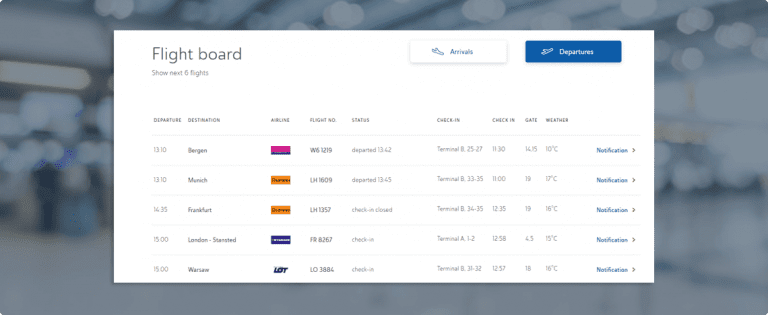 Flight board
Arrivals
Departures
Show next 6 flights
DEPARTURE DESTINATION AIRLINE FLIGHT NO. STATUS CHECK-IN CHECK IN GATE WEATHER
13:10 Bergen W6 1219 departed 13:42 Terminal B, 25-27 11:30 14,15 10°C Notification
13:10 Munich LH 1609 departed 13:45 Terminal B, 33-35 11:00 19 17°C Notification
14:35 Frankfurt LH 1357 check-in closed Terminal B, 34-35 12:35 19 16°C Notification
15:00 London - Stansted FR 8267 check-in Terminal A, 1-2 12:58 4,5 15°C Notification
15:00 Warsaw LOT LO 3884 check-in Terminal B, 31-32 12:57 18 16°C Notification